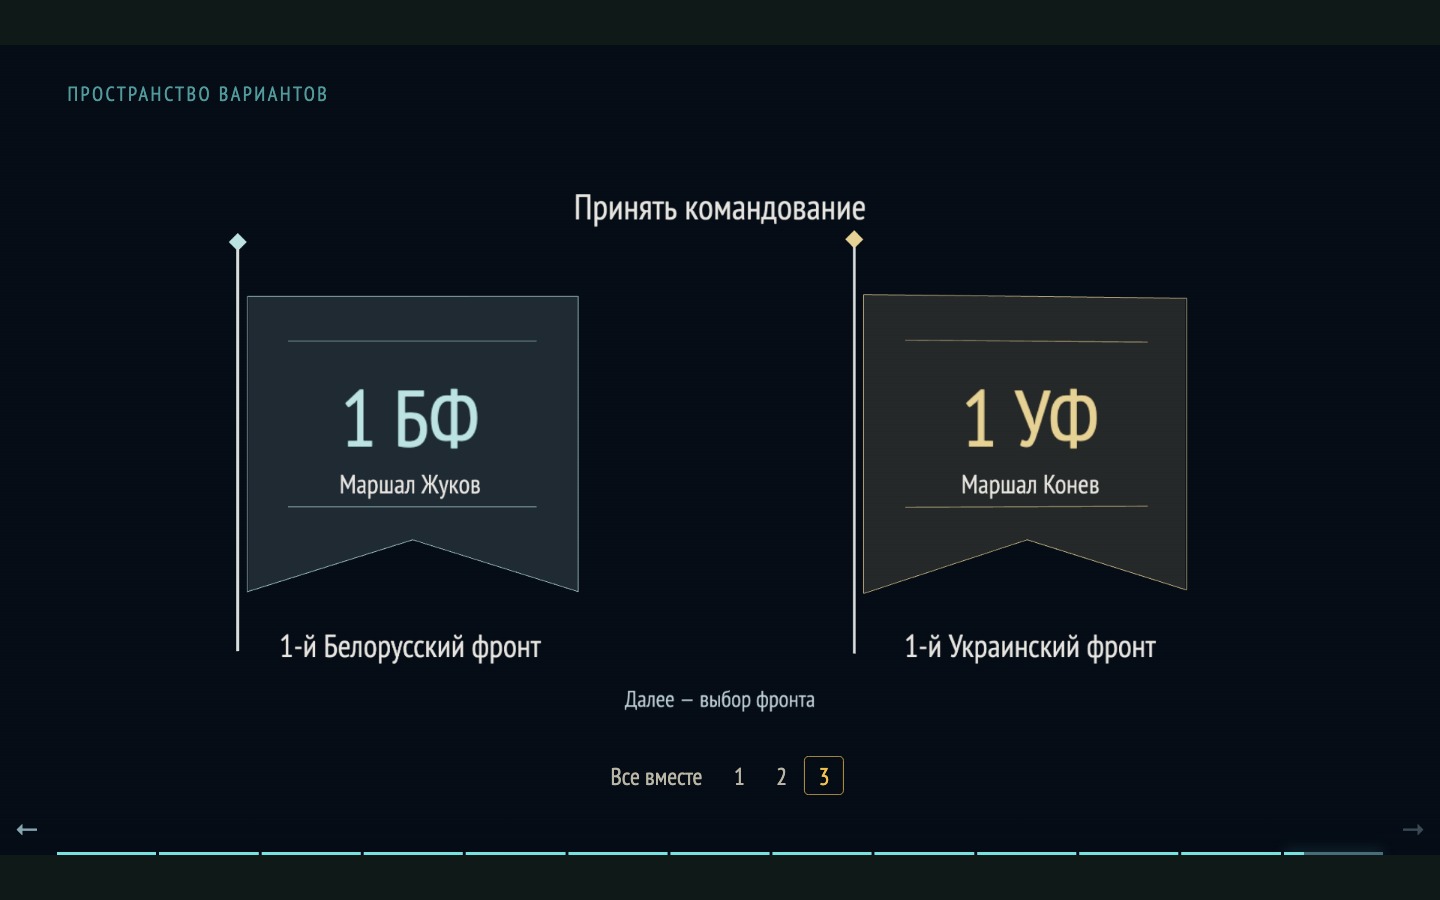 ПРОСТРАНСТВО ВАРИАНТОВ
Принять командование
1 БФ
Маршал Жуков
1-й Белорусский фронт
1 УФ
Маршал Конев
1-й Украинский фронт
Далее — выбор фронта
Все вместе 1 2 3